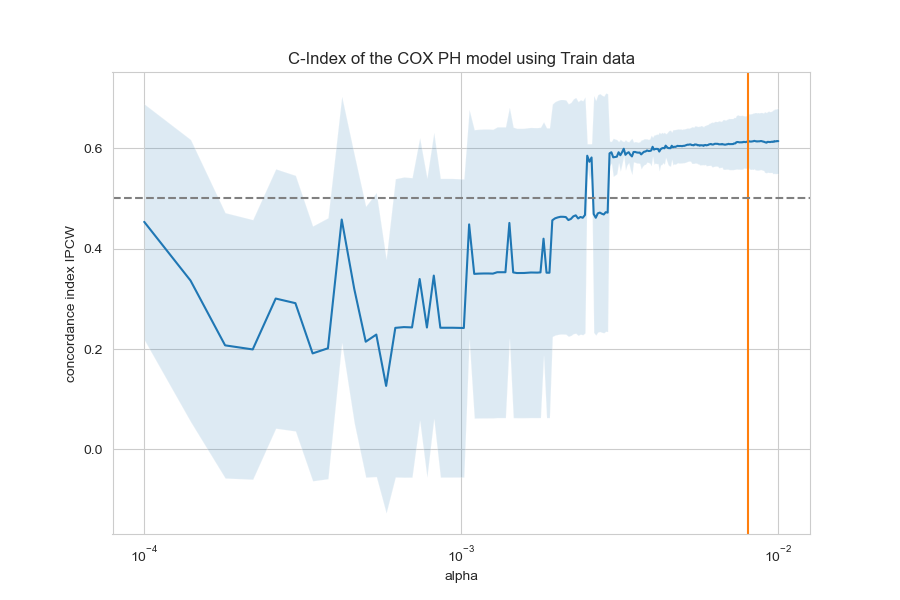 C-Index of the COX PH model using Train data
concordance index IPCW
0.6
0.4
0.2
0.0
10⁻⁴ 10⁻³ 10⁻²
alpha